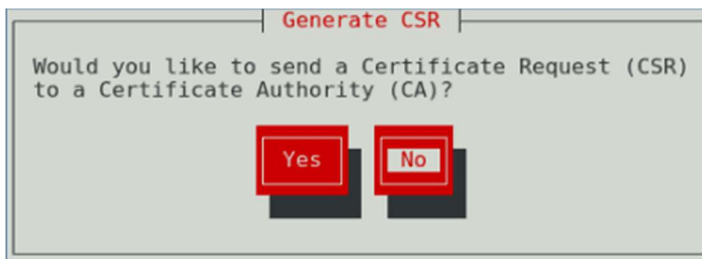 Generate CSR
Would you like to send a Certificate Request (CSR)
to a Certificate Authority (CA)?
Yes No